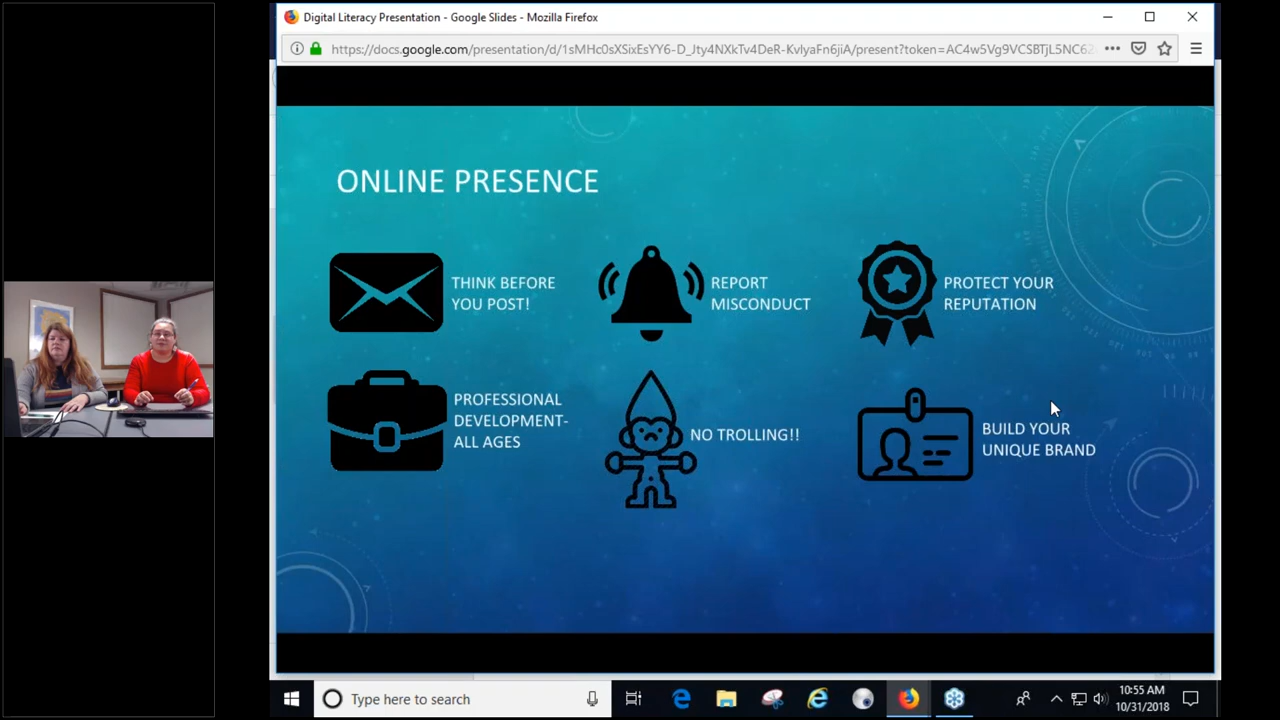 Digital Literacy Presentation - Google Slides - Mozilla Firefox
https://docs.google.com/presentation/d/1sMHc0sXSixEsYY6-D_Jty4NXkTv4DeR-KvIyaFn6jiA/present?token=AC4w5Vg9VCSBTjL5NC62
ONLINE PRESENCE
THINK BEFORE
YOU POST!
REPORT
MISCONDUCT
PROTECT YOUR
REPUTATION
PROFESSIONAL
DEVELOPMENT-
ALL AGES
NO TROLLING!!
BUILD YOUR
UNIQUE BRAND
Type here to search
10:55 AM
10/31/2018